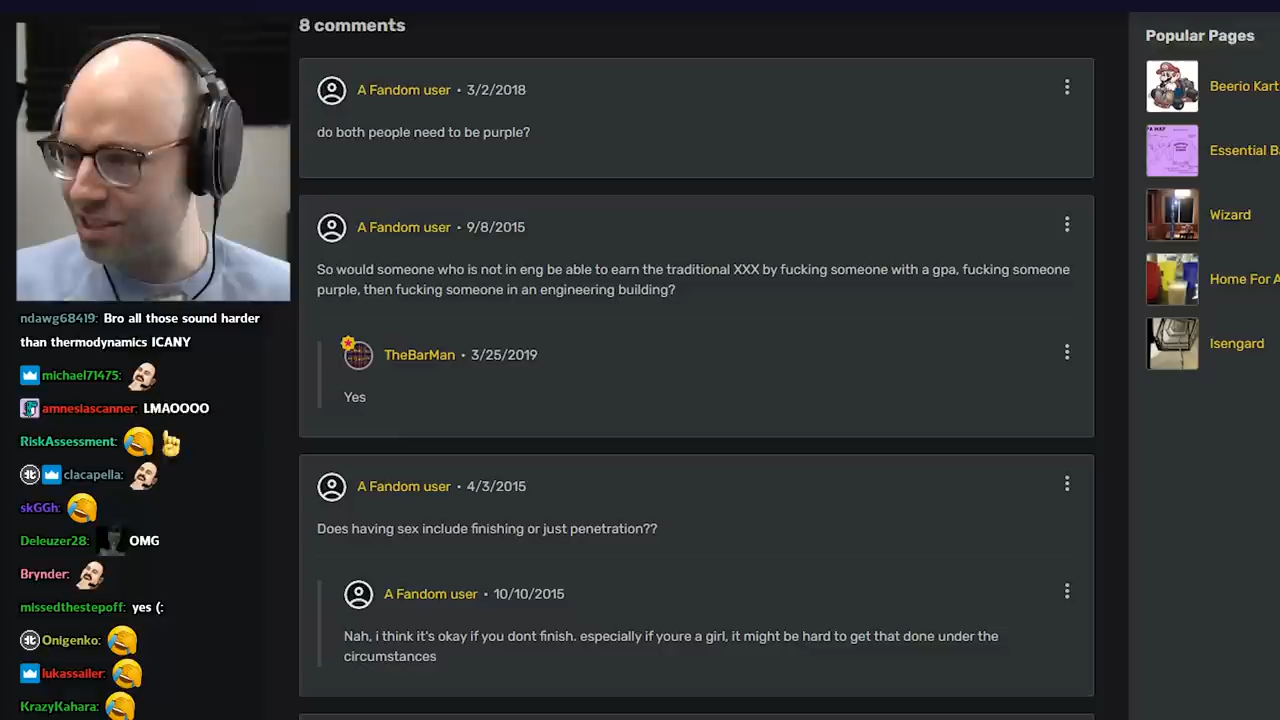 8 comments
A Fandom user • 3/2/2018
do both people need to be purple?
A Fandom user • 9/8/2015
So would someone who is not in eng be able to earn the traditional XXX by fucking someone with a gpa, fucking someone
purple, then fucking someone in an engineering building?
TheBarMan • 3/25/2019
Yes
A Fandom user • 4/3/2015
Does having sex include finishing or just penetration??
A Fandom user • 10/10/2015
Nah, i think it's okay if you dont finish. especially if youre a girl, it might be hard to get that done under the
circumstances
Popular Pages
Beerio Kart
Essential B
Wizard
Home For A
Isengard
ndawg68419: Bro all those sound harder
than thermodynamics ICANY
michael71475:
amnesiascanner: LMAOOOO
RiskAssessment:
clacapella:
skGGh:
Deleuzer28: OMG
Brynder:
missedthestepoff: yes (:
Onigenko:
lukassaller:
KrazyKahara: